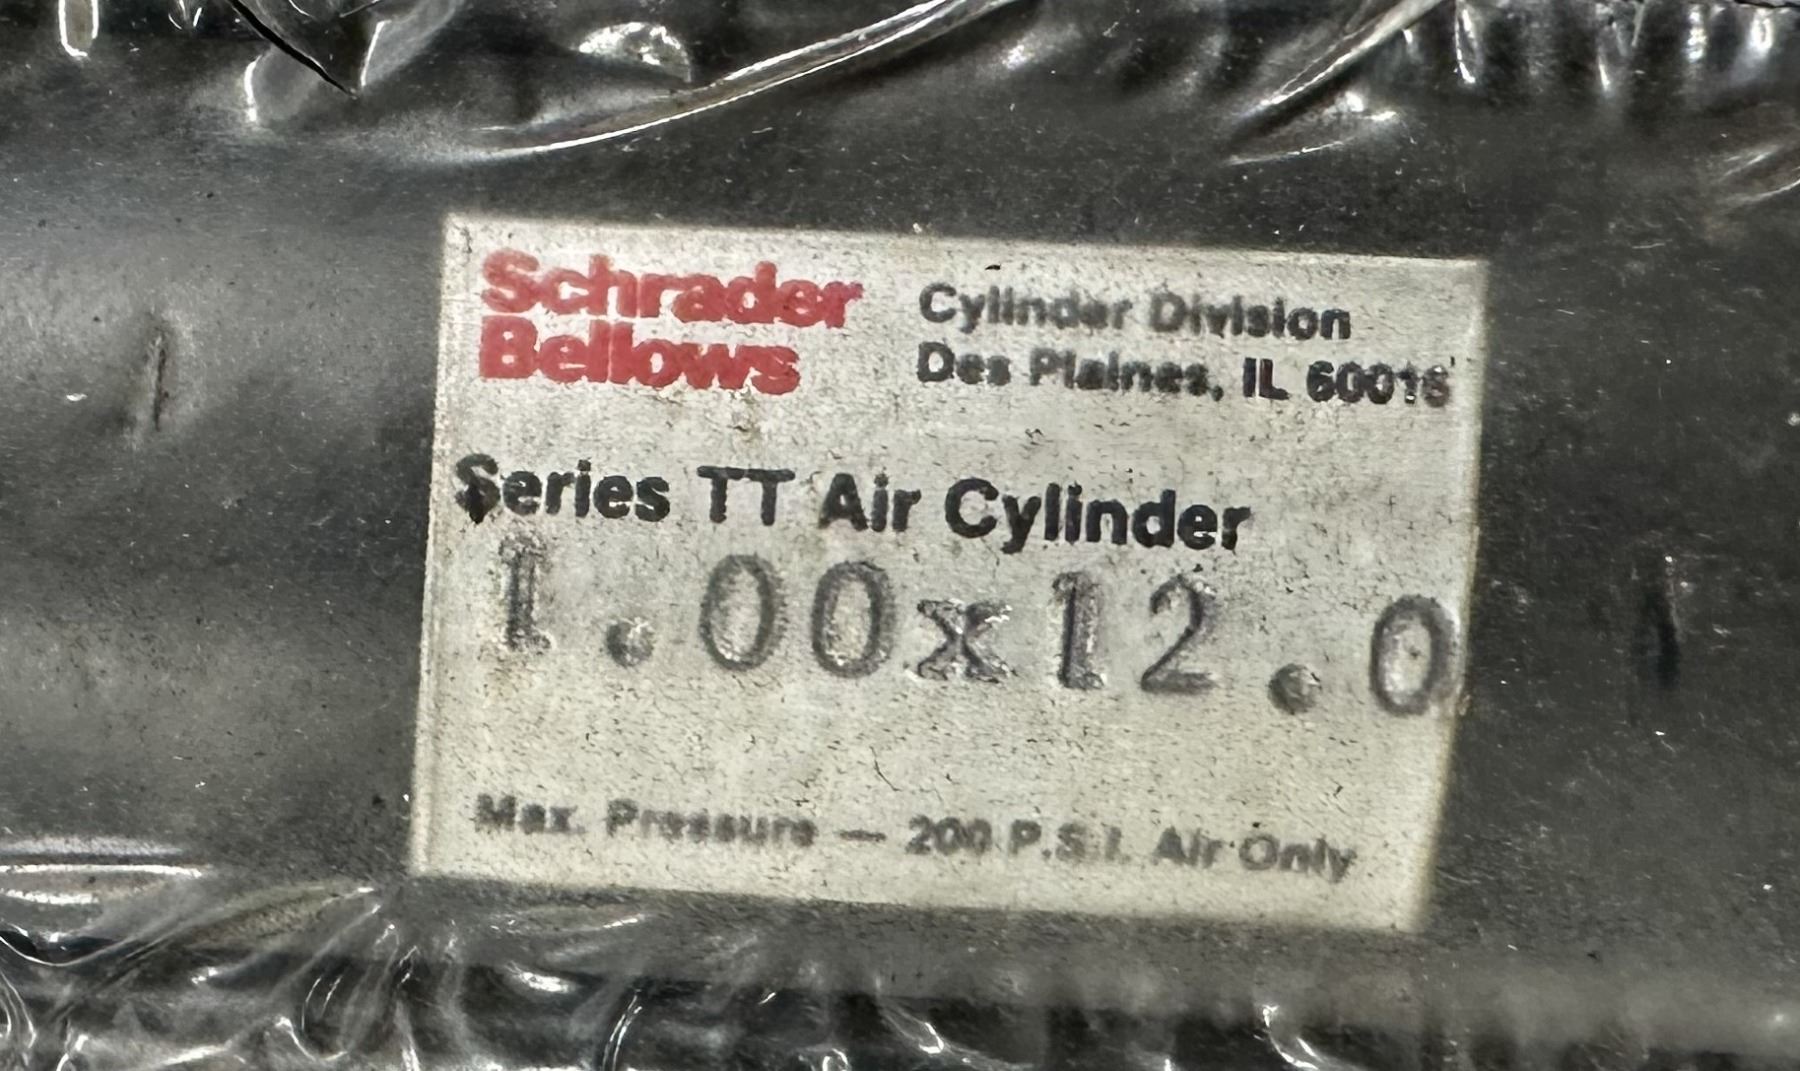 Schrader
Bellows
Cylinder Division
Des Plaines, IL 60016
Series TT Air Cylinder
1.00x12.0
Max. Pressure — 200 P.S.I. Air Only